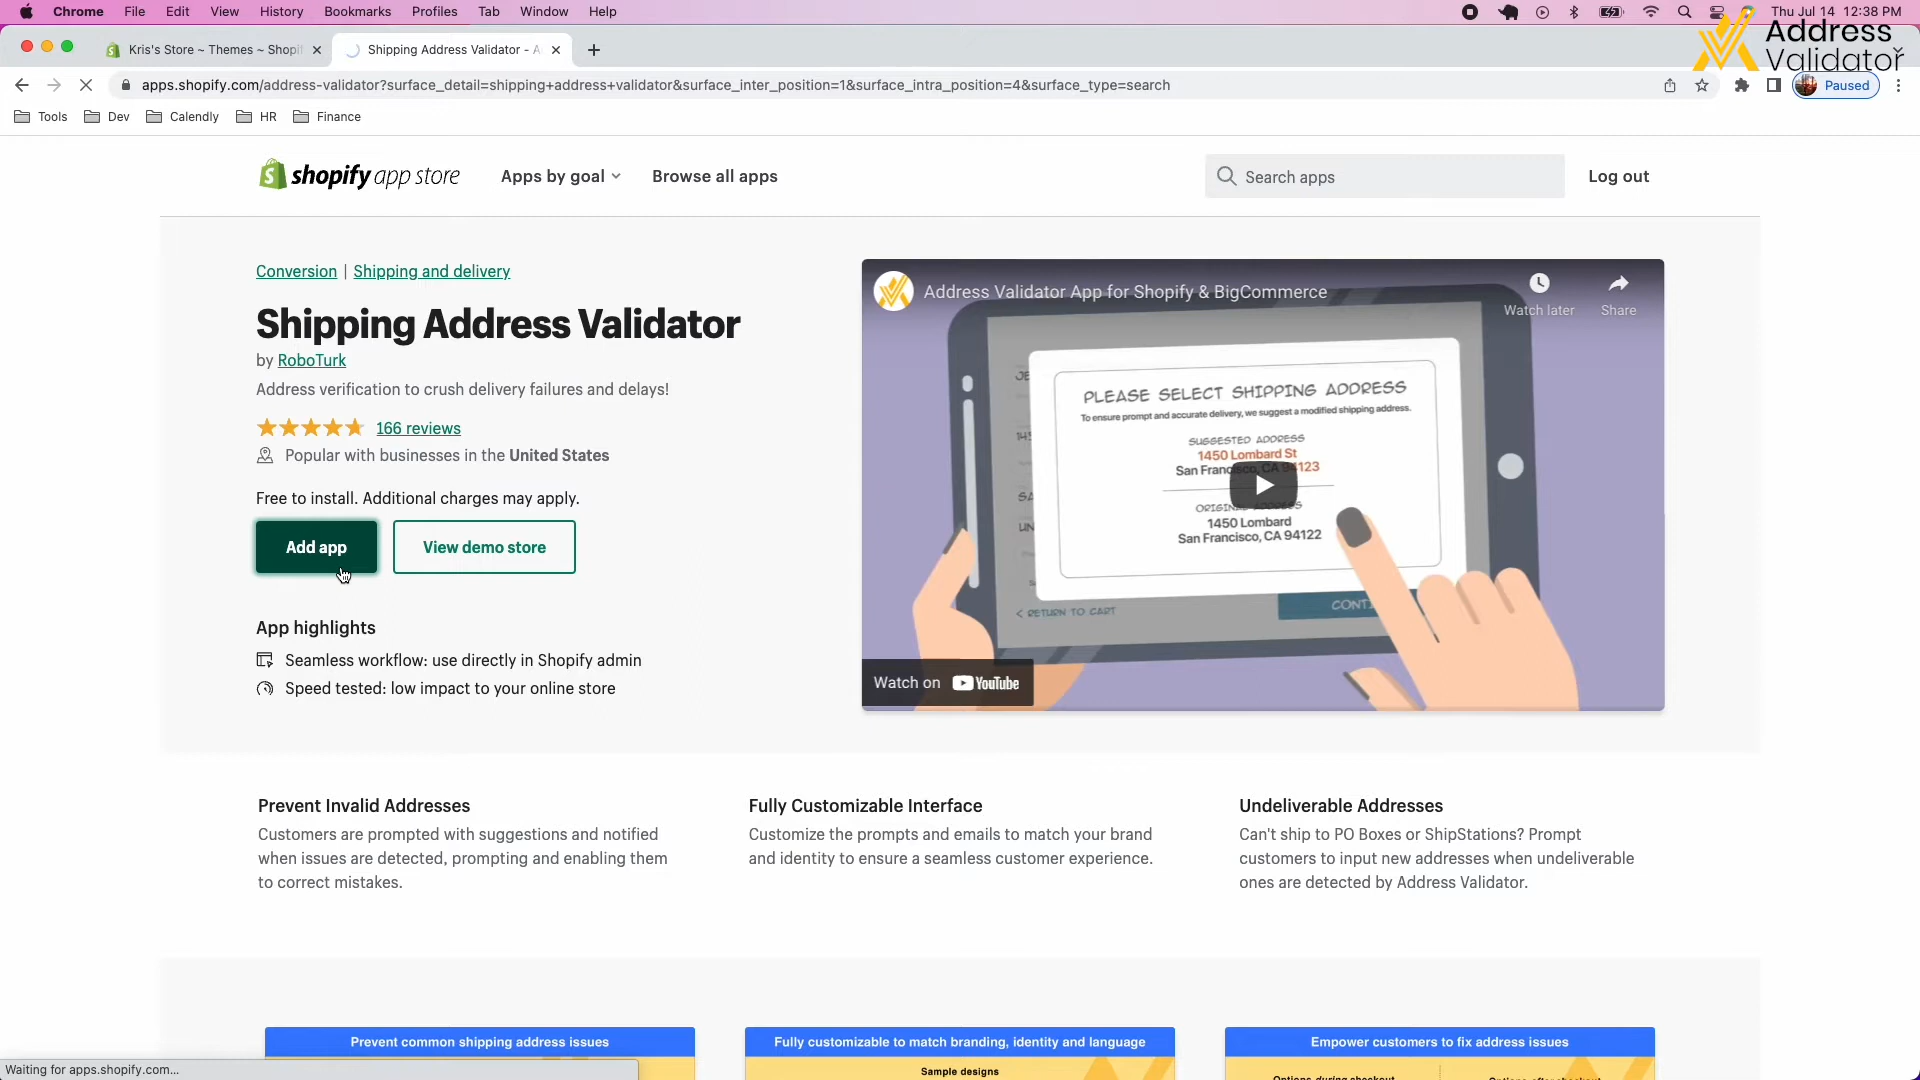 Chrome File Edit View History Bookmarks Profiles Tab Window Help Thu Jul 14 12:38 PM
Address
Validator
Kris's Store ~ Themes ~ Shopi
Shipping Address Validator - A
apps.shopify.com/address-validator?surface_detail=shipping+address+validator&surface_inter_position=1&surface_intra_position=4&surface_type=search
Paused
Tools Dev Calendly HR Finance
shopify app store Apps by goal Browse all apps Search apps Log out
Conversion | Shipping and delivery
Shipping Address Validator
by RoboTurk
Address verification to crush delivery failures and delays!
166 reviews
Popular with businesses in the United States
Free to install. Additional charges may apply.
Add app View demo store
App highlights
Seamless workflow: use directly in Shopify admin
Speed tested: low impact to your online store
Address Validator App for Shopify & BigCommerce
Watch later Share
PLEASE SELECT SHIPPING ADDRESS
To ensure prompt and accurate delivery, we suggest a modified shipping address.
SUGGESTED ADDRESS
1450 Lombard St
San Francisco, CA 94123
ORIGINAL ADDRESS
1450 Lombard
San Francisco, CA 94122
< RETURN TO CART
CONTI
Watch on YouTube
Prevent Invalid Addresses
Customers are prompted with suggestions and notified
when issues are detected, prompting and enabling them
to correct mistakes.
Fully Customizable Interface
Customize the prompts and emails to match your brand
and identity to ensure a seamless customer experience.
Undeliverable Addresses
Can't ship to PO Boxes or ShipStations? Prompt
customers to input new addresses when undeliverable
ones are detected by Address Validator.
Prevent common shipping address issues
Fully customizable to match branding, identity and language
Sample designs
Empower customers to fix address issues
Waiting for apps.shopify.com...